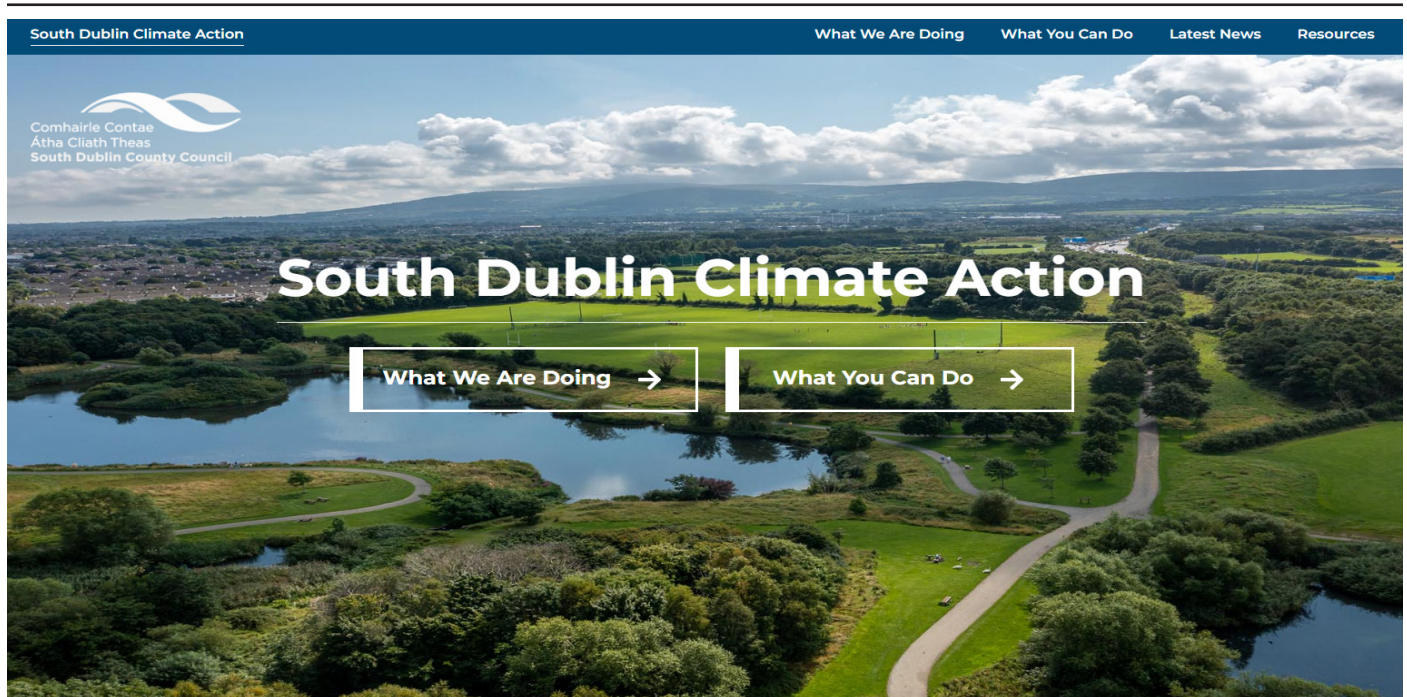 South Dublin Climate Action
What We Are Doing
What You Can Do
Latest News
Resources
Comhairle Contae
Átha Cliath Theas
South Dublin County Council
South Dublin Climate Action
What We Are Doing →
What You Can Do →